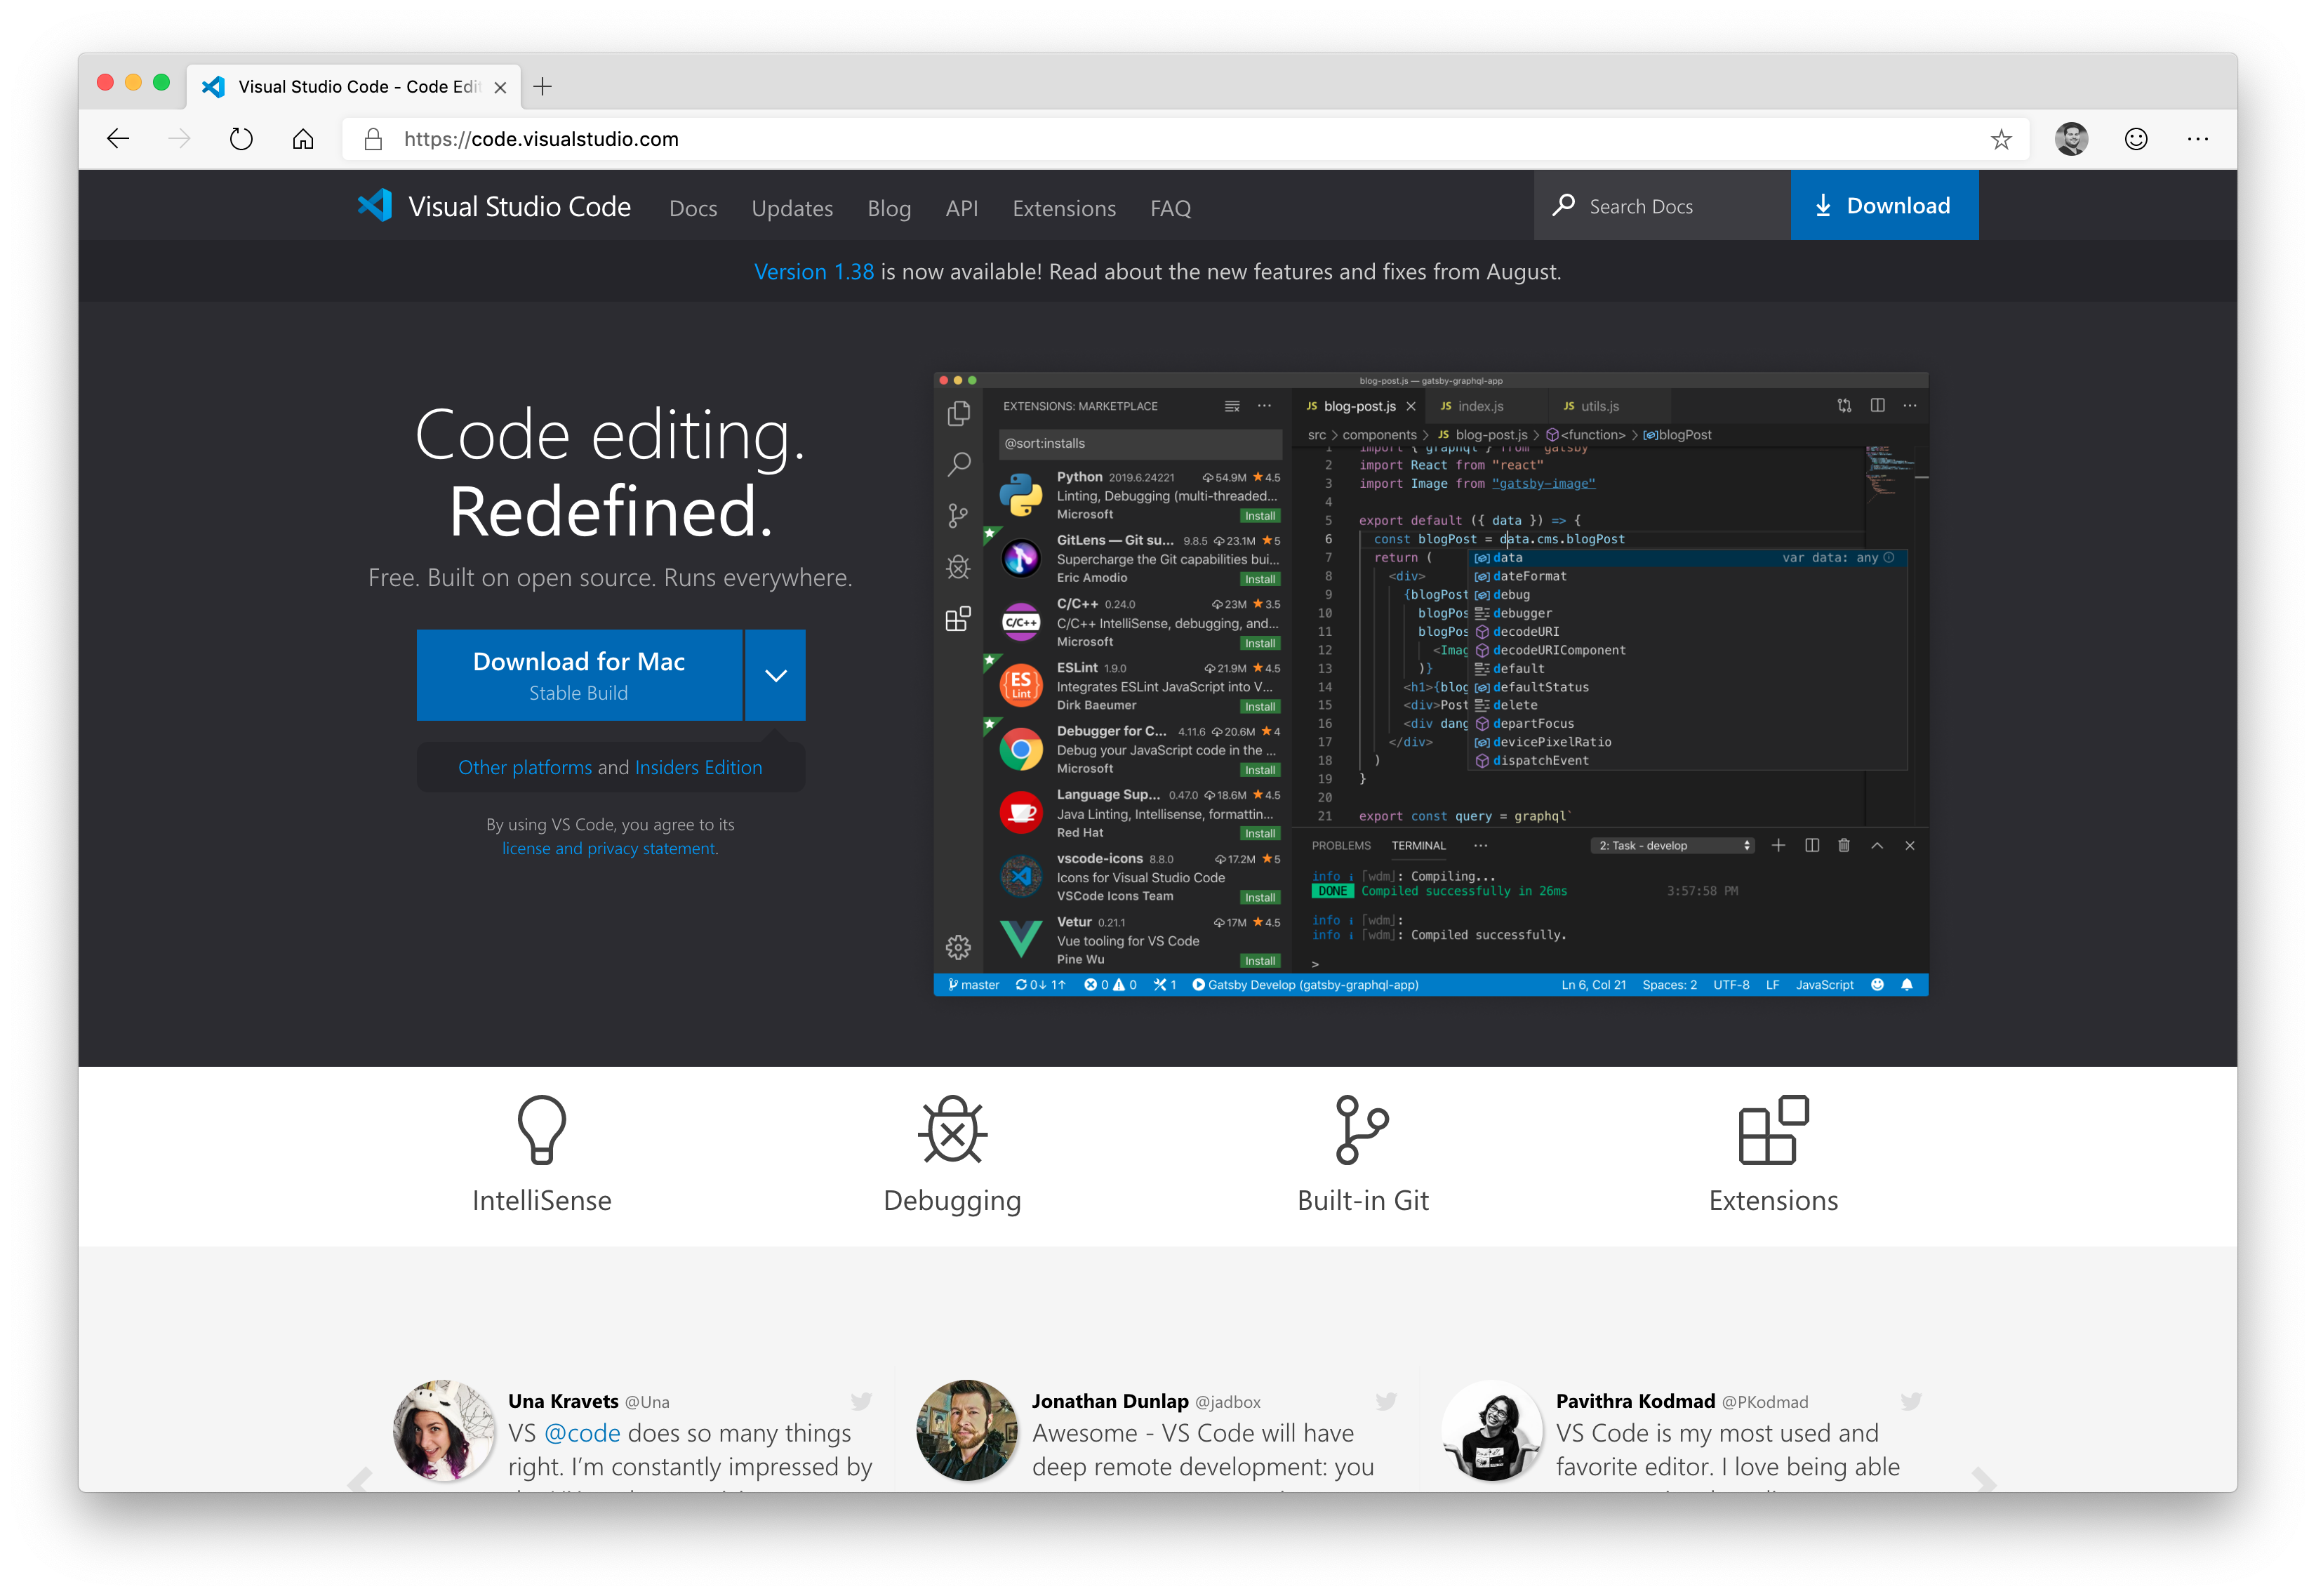 Visual Studio Code - Code Edit
https://code.visualstudio.com
Visual Studio Code
Docs
Updates
Blog
API
Extensions
FAQ
Search Docs
Download
Version 1.38 is now available! Read about the new features and fixes from August.
Code editing.
Redefined.
Free. Built on open source. Runs everywhere.
Download for Mac
Stable Build
Other platforms and Insiders Edition
By using VS Code, you agree to its
license and privacy statement.
blog-post.js — gatsby-graphql-app
EXTENSIONS: MARKETPLACE
@sort:installs
Python 2019.6.24221 54.9M 4.5
Linting, Debugging (multi-threaded...
Microsoft Install
GitLens — Git su... 9.8.5 23.1M 5
Supercharge the Git capabilities bui...
Eric Amodio Install
C/C++
C/C++ 0.24.0 23M 3.5
C/C++ IntelliSense, debugging, and...
Microsoft Install
ES
Lint
ESLint 1.9.0 21.9M 4.5
Integrates ESLint JavaScript into V...
Dirk Baeumer Install
Debugger for C... 4.11.6 20.6M 4
Debug your JavaScript code in the ...
Microsoft Install
Language Sup... 0.47.0 18.6M 4.5
Java Linting, Intellisense, formattin...
Red Hat Install
vscode-icons 8.8.0 17.2M 5
Icons for Visual Studio Code
VSCode Icons Team Install
Vetur 0.21.1 17M 4.5
Vue tooling for VS Code
Pine Wu Install
JS blog-post.js
JS index.js
JS utils.js
src > components > JS blog-post.js > <function> > blogPost
1 import { graphql } from "gatsby"
2 import React from "react"
3 import Image from "gatsby-image"
4
5 export default ({ data }) => {
6 const blogPost = data.cms.blogPost
7 return (
8 <div>
9 {blogPost
10 blogPos
11 blogPos
12 <Imag
13 )}
14 <h1>{blog
15 <div>Post
16 <div dang
17 </div>
18 )
19 }
20
21 export const query = graphql`
data var data: any
dateFormat
debug
debugger
decodeURI
decodeURIComponent
default
defaultStatus
delete
departFocus
devicePixelRatio
dispatchEvent
PROBLEMS
TERMINAL
2: Task - develop
info i ｢wdm｣: Compiling...
DONE Compiled successfully in 26ms 3:57:58 PM
info i ｢wdm｣:
info i ｢wdm｣: Compiled successfully.
>
master 0↓ 1↑ 0 0 1 Gatsby Develop (gatsby-graphql-app)
Ln 6, Col 21 Spaces: 2 UTF-8 LF JavaScript
IntelliSense
Debugging
Built-in Git
Extensions
Una Kravets @Una
VS @code does so many things
right. I'm constantly impressed by
Jonathan Dunlap @jadbox
Awesome - VS Code will have
deep remote development: you
Pavithra Kodmad @PKodmad
VS Code is my most used and
favorite editor. I love being able